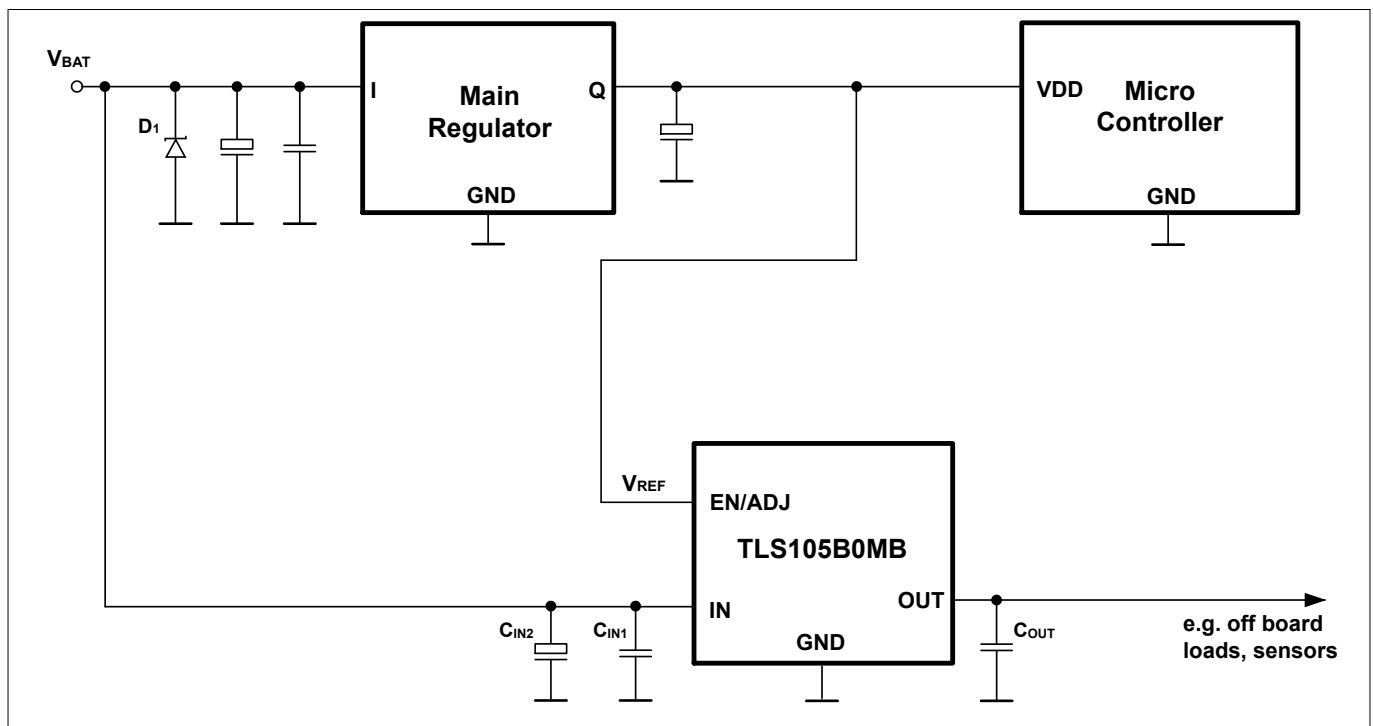 VBAT
D1
I
Main
Regulator
Q
GND
VDD
Micro
Controller
GND
VREF
EN/ADJ
TLS105B0MB
IN
OUT
GND
CIN2
CIN1
COUT
e.g. off board
loads, sensors